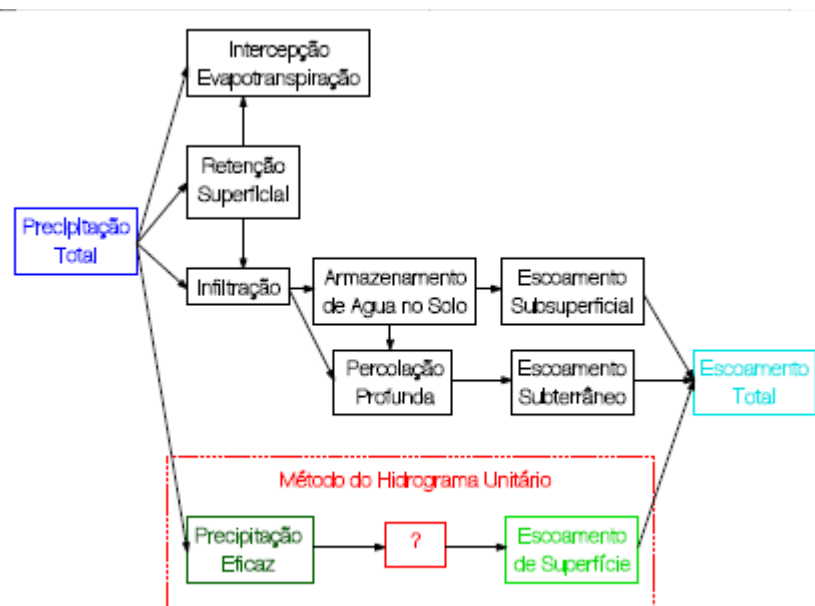 Intercepção
Evapotranspiração
Retenção
Superficial
Precipitação
Total
Infiltração
Armazenamento
de Agua no Solo
Escoamento
Subsuperficial
Percolação
Profunda
Escoamento
Subterrâneo
Escoamento
Total
Método do Hidrograma Unitário
Precipitação
Eficaz
?
Escoamento
de Superfície